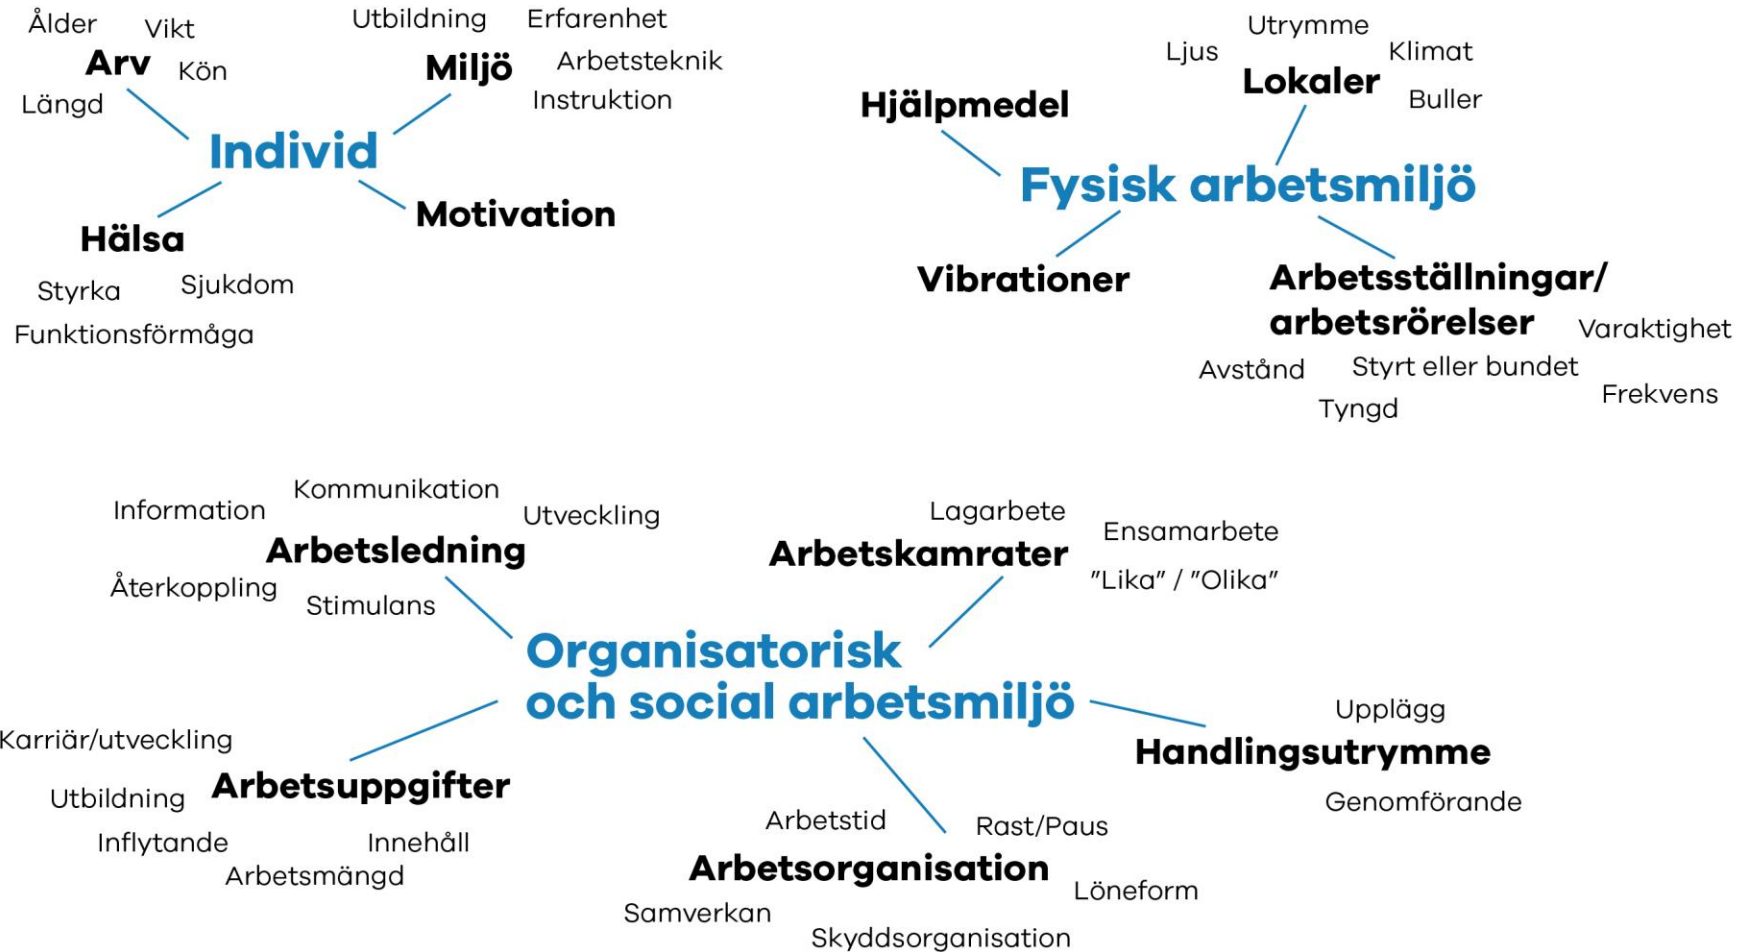 Ålder
Vikt
Arv
Kön
Längd
Utbildning
Erfarenhet
Miljö
Arbetsteknik
Instruktion
Individ
Hälsa
Styrka
Sjukdom
Funktionsförmåga
Motivation
Hjälpmedel
Utrymme
Ljus
Klimat
Lokaler
Buller
Fysisk arbetsmiljö
Vibrationer
Arbetsställningar/
arbetsrörelser
Varaktighet
Avstånd
Styrt eller bundet
Frekvens
Tyngd
Kommunikation
Information
Utveckling
Arbetsledning
Återkoppling
Stimulans
Lagarbete
Ensamarbete
Arbetskamrater
"Lika" / "Olika"
Organisatorisk
och social arbetsmiljö
Karriär/utveckling
Arbetsuppgifter
Utbildning
Inflytande
Innehåll
Arbetsmängd
Upplägg
Handlingsutrymme
Genomförande
Arbetstid
Rast/Paus
Arbetsorganisation
Löneform
Samverkan
Skyddsorganisation